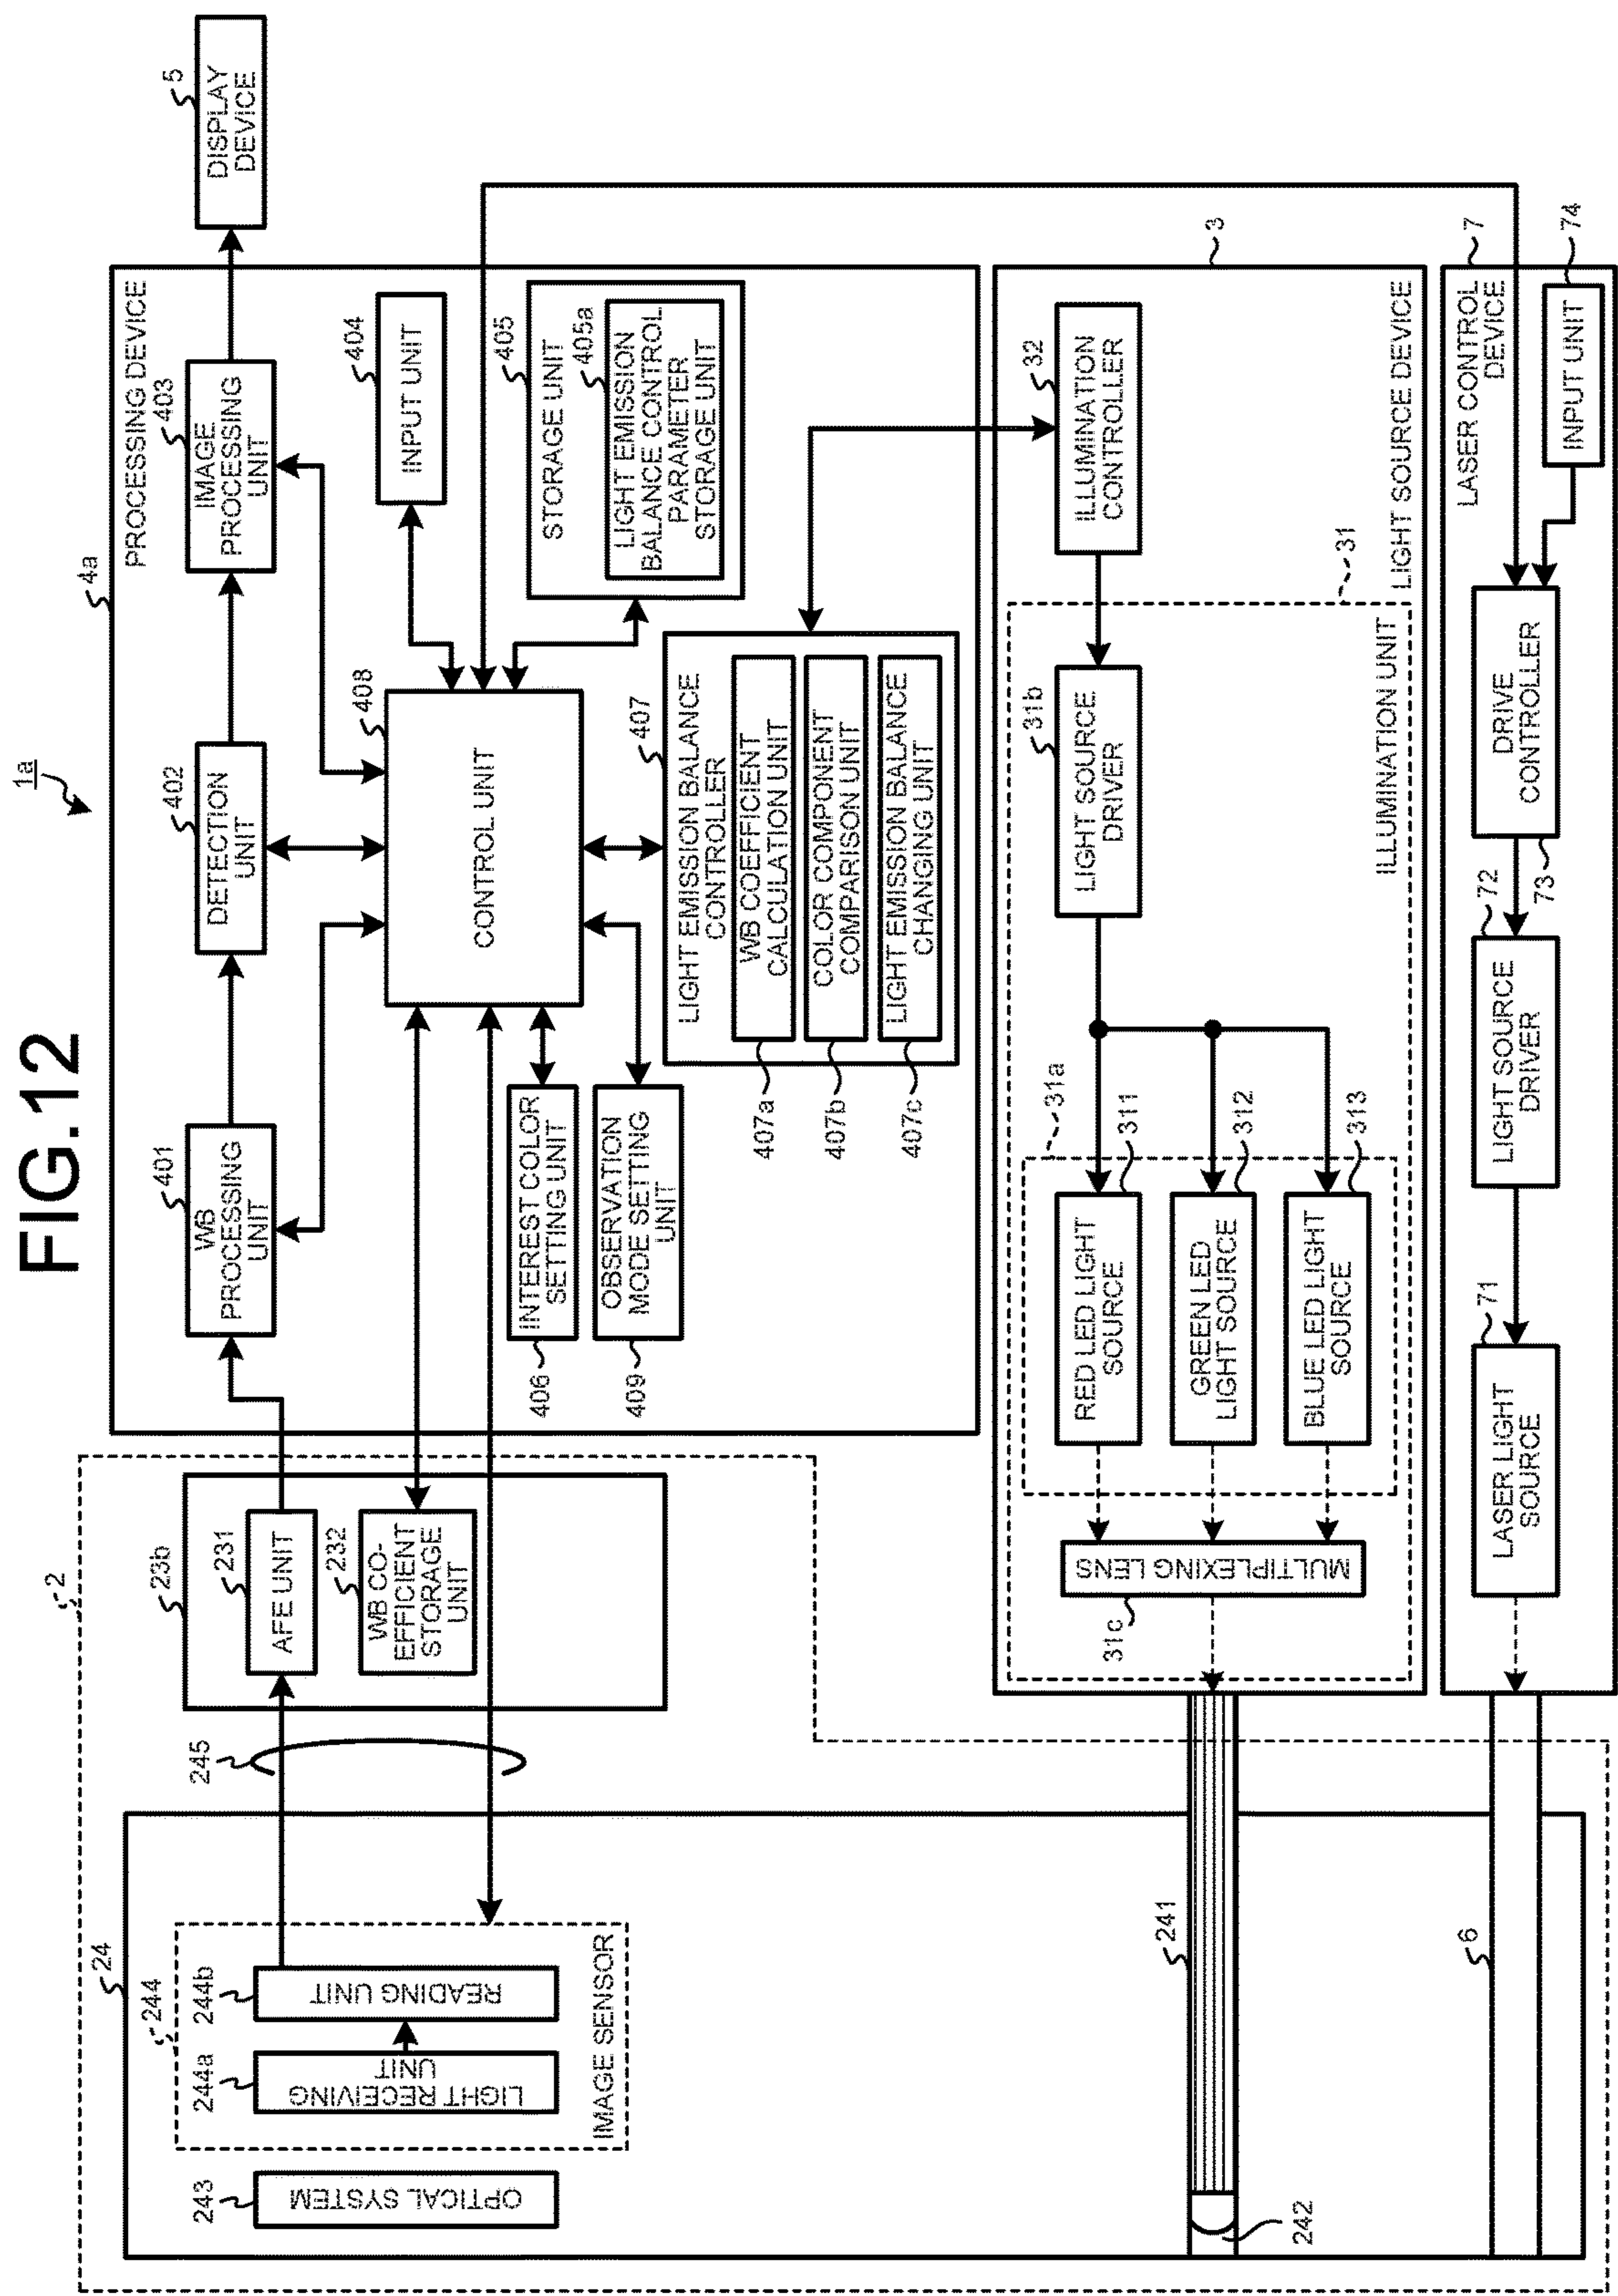 FIG.12
1a
2
24
243
OPTICAL SYSTEM
244
244a
LIGHT RECEIVING
UNIT
244b
READING UNIT
IMAGE SENSOR
245
23b
231
AFE UNIT
232
WB CO-
EFFICIENT
STORAGE
UNIT
4a
PROCESSING DEVICE
401
WB
PROCESSING
UNIT
402
DETECTION
UNIT
403
IMAGE
PROCESSING
UNIT
5
DISPLAY
DEVICE
408
CONTROL UNIT
404
INPUT UNIT
405
STORAGE UNIT
405a
LIGHT EMISSION
BALANCE CONTROL
PARAMETER
STORAGE UNIT
406
INTEREST COLOR
SETTING UNIT
409
OBSERVATION
MODE SETTING
UNIT
407
LIGHT EMISSION BALANCE
CONTROLLER
407a
WB COEFFICIENT
CALCULATION UNIT
407b
COLOR COMPONENT
COMPARISON UNIT
407c
LIGHT EMISSION BALANCE
CHANGING UNIT
241
242
3
LIGHT SOURCE DEVICE
31
ILLUMINATION UNIT
31c
MULTIPLEXING LENS
31a
RED LED LIGHT
SOURCE
311
GREEN LED
LIGHT SOURCE
312
BLUE LED LIGHT
SOURCE
313
31b
LIGHT SOURCE
DRIVER
32
ILLUMINATION
CONTROLLER
6
7
LASER CONTROL
DEVICE
71
LASER LIGHT
SOURCE
72
LIGHT SOURCE
DRIVER
73
DRIVE
CONTROLLER
74
INPUT UNIT